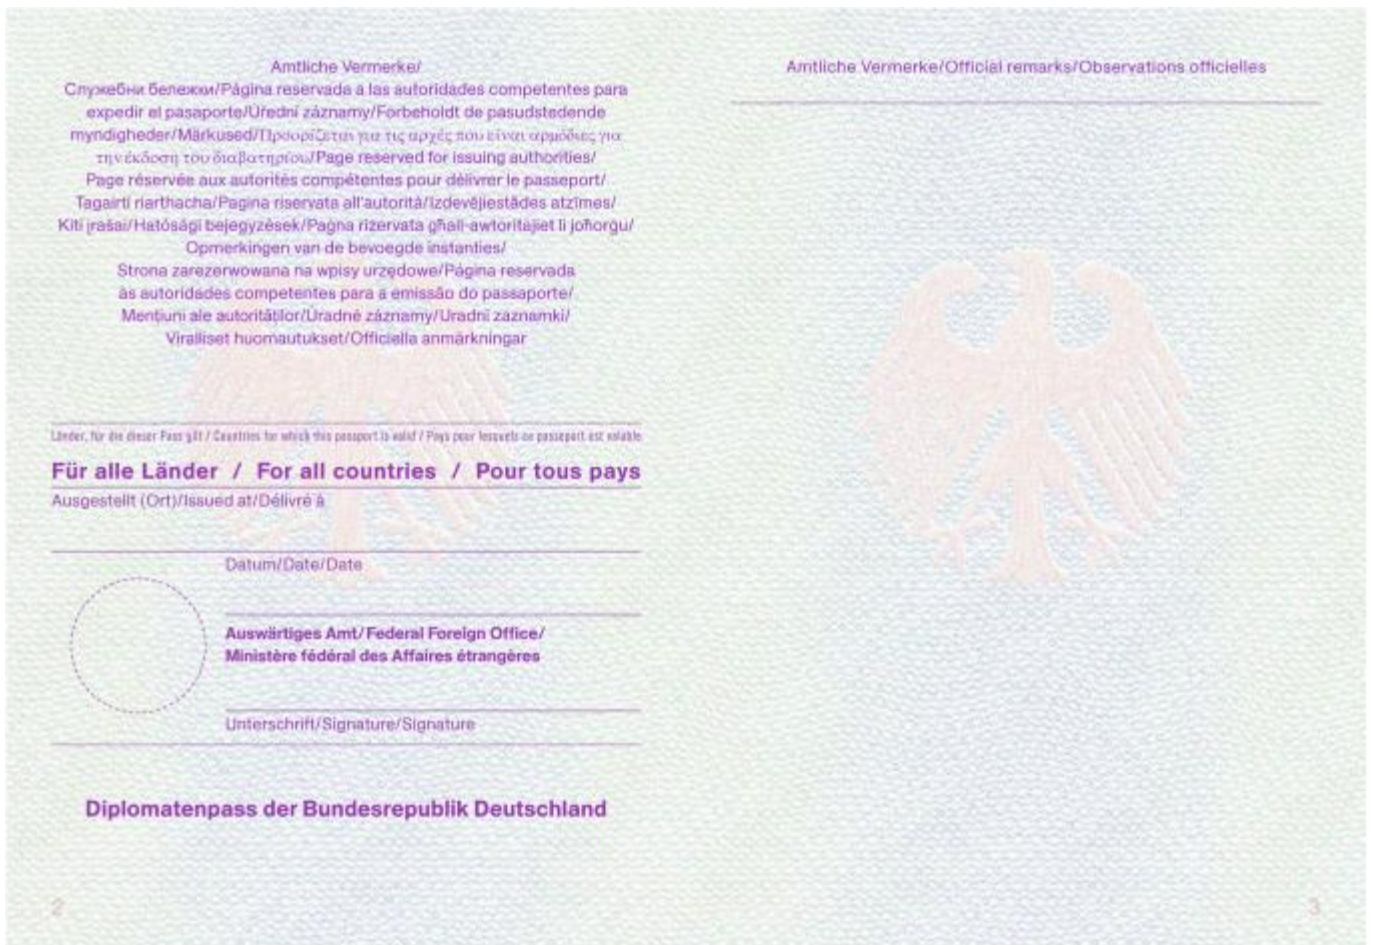 Amtliche Vermerke/
Служебни бележки/Página reservada a las autoridades competentes para
expedir el pasaporte/Úřední záznamy/Forbeholdt de pasudstedende
myndigheder/Märkused/Προορίζεται για τις αρχές που είναι αρμόδιες για
την έκδοση του διαβατηρίου/Page reserved for issuing authorities/
Page réservée aux autorités compétentes pour délivrer le passeport/
Tagairtí riarthacha/Pagina riservata all'autorità/Izdevējiestādes atzīmes/
Kiti įrašai/Hatósági bejegyzések/Paġna riżervata għall-awtoritajiet li joħorġu/
Opmerkingen van de bevoegde instanties/
Strona zarezerwowana na wpisy urzędowe/Página reservada
às autoridades competentes para a emissão do passaporte/
Mențiuni ale autorităților/Úradné záznamy/Uradni zaznamki/
Viralliset huomautukset/Officiella anmärkningar
Länder, für die dieser Pass gilt / Countries for which this passport is valid / Pays pour lesquels ce passeport est valable
Für alle Länder / For all countries / Pour tous pays
Ausgestellt (Ort)/Issued at/Délivré à
Datum/Date/Date
Auswärtiges Amt/Federal Foreign Office/
Ministère fédéral des Affaires étrangères
Unterschrift/Signature/Signature
Diplomatenpass der Bundesrepublik Deutschland
2
Amtliche Vermerke/Official remarks/Observations officielles
3